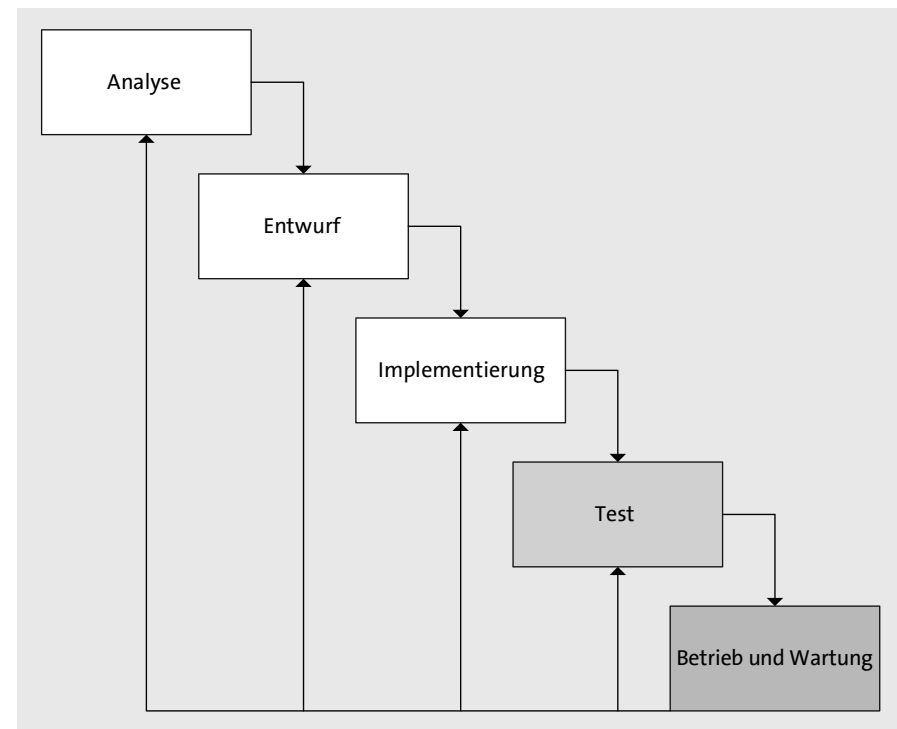 Analyse
Entwurf
Implementierung
Test
Betrieb und Wartung